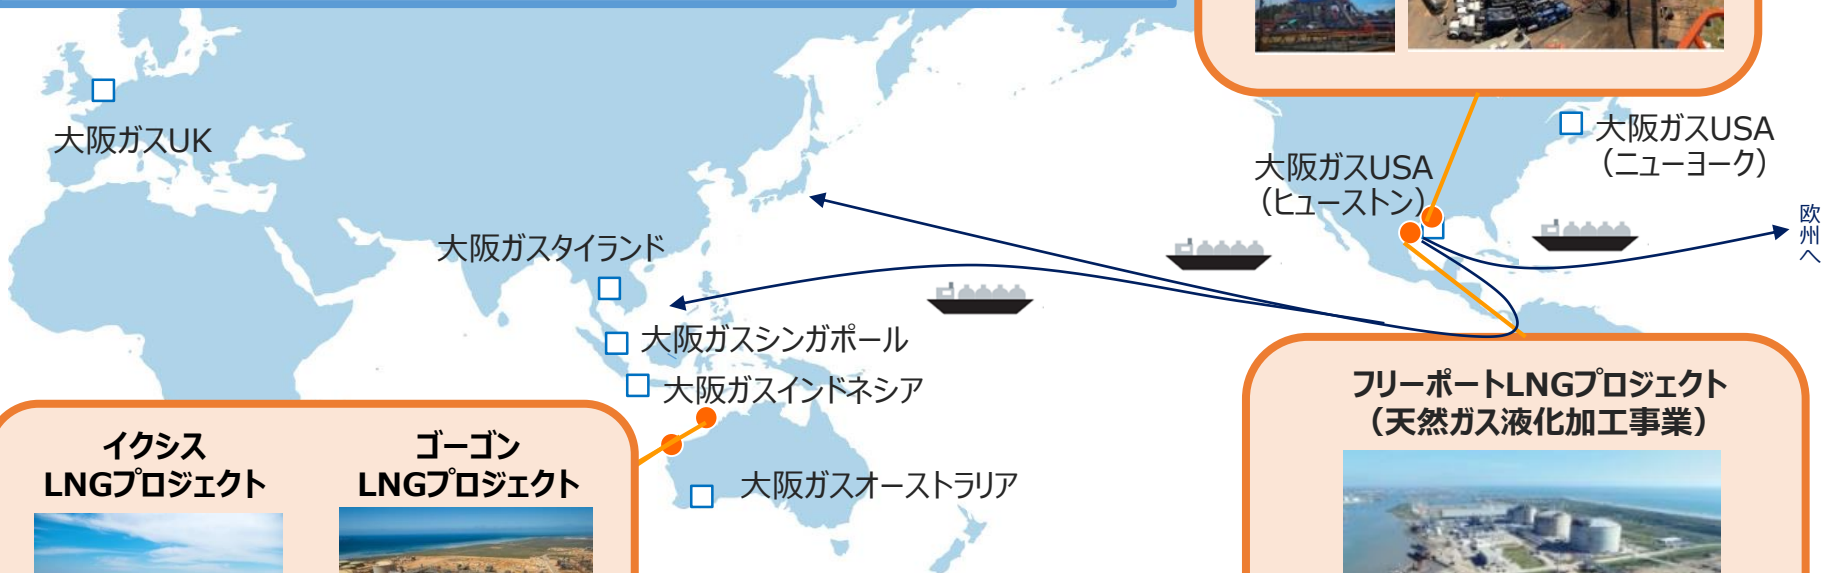 大阪ガスUK
大阪ガスUSA
（ニューヨーク）
大阪ガスUSA
（ヒューストン）
欧州へ
大阪ガスタイランド
大阪ガスシンガポール
大阪ガスインドネシア
大阪ガスオーストラリア
イクシス
LNGプロジェクト
ゴーゴン
LNGプロジェクト
フリーポートLNGプロジェクト
（天然ガス液化加工事業）